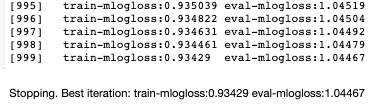 [995] train-mlogloss:0.935039 eval-mlogloss:1.04519
[996] train-mlogloss:0.934822 eval-mlogloss:1.04504
[997] train-mlogloss:0.934631 eval-mlogloss:1.04492
[998] train-mlogloss:0.934461 eval-mlogloss:1.04479
[999] train-mlogloss:0.93429 eval-mlogloss:1.04467
Stopping. Best iteration: train-mlogloss:0.93429 eval-mlogloss:1.04467